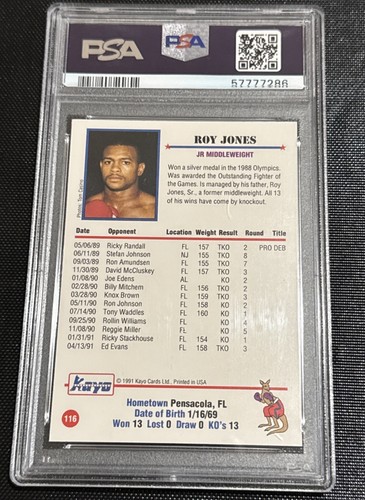 PSA
PSA
57777286
ROY JONES
JR MIDDLEWEIGHT
Won a silver medal in the 1988 Olympics.
Was awarded the Outstanding Fighter of
the Games. Is managed by his father, Roy
Jones, Sr., a former middleweight. All 13
of his wins have come by knockout.
Photo: Tom Casino
Date Opponent Location Weight Result Round Title
05/06/89 Ricky Randall FL 157 TKO 2 PRO DEB
06/11/89 Stefan Johnson NJ 155 TKO 8
09/03/89 Ron Amundsen FL 155 TKO 7
11/30/89 David McCluskey FL 157 TKO 3
01/08/90 Joe Edens AL KO 2
02/28/90 Billy Mitchem FL 156 TKO 2
03/28/90 Knox Brown FL 159 TKO 3
05/11/90 Ron Johnson FL 158 KO 2
07/14/90 Tony Waddles FL 160 KO 1
09/25/90 Rollin Williams FL KO 4
11/08/90 Reggie Miller FL KO 5
01/31/91 Ricky Stackhouse FL 154 KO 1
04/13/91 Ed Evans FL 158 TKO 3
Kayo
© 1991 Kayo Cards Ltd., Printed in USA
116
Hometown Pensacola, FL
Date of Birth 1/16/69
Won 13 Lost 0 Draw 0 KO's 13